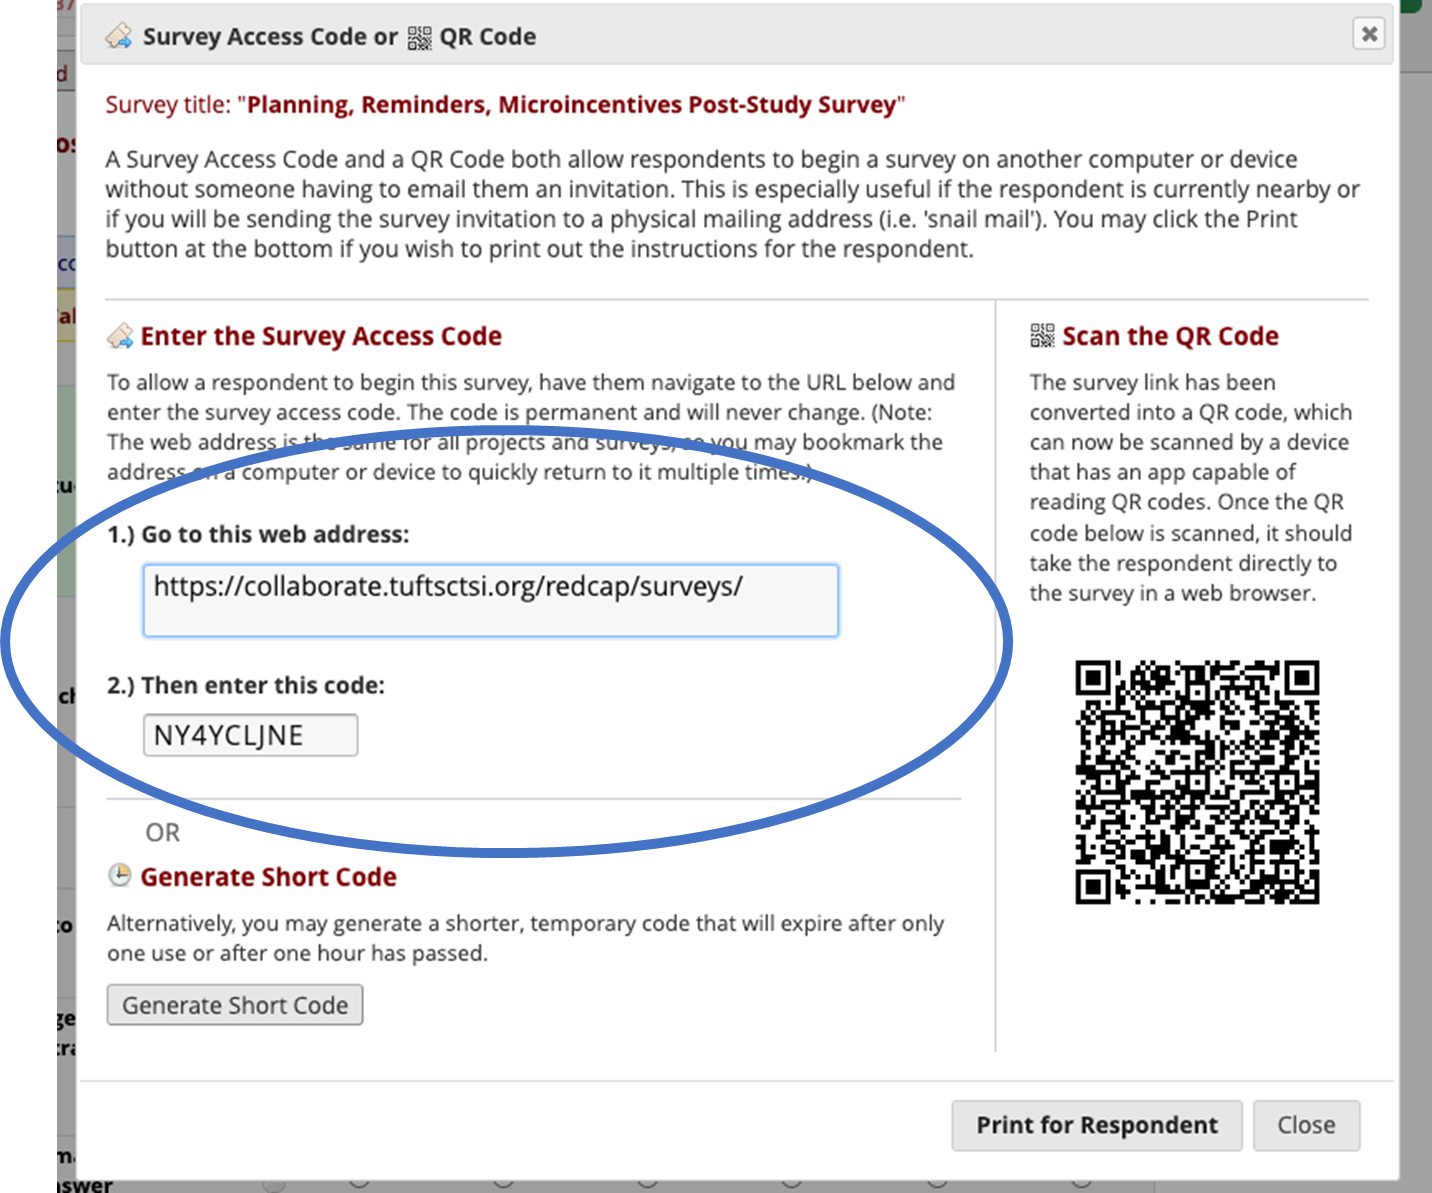 Survey Access Code or QR Code
Survey title: "Planning, Reminders, Microincentives Post-Study Survey"
A Survey Access Code and a QR Code both allow respondents to begin a survey on another computer or device
without someone having to email them an invitation. This is especially useful if the respondent is currently nearby or
if you will be sending the survey invitation to a physical mailing address (i.e. 'snail mail'). You may click the Print
button at the bottom if you wish to print out the instructions for the respondent.
Enter the Survey Access Code
To allow a respondent to begin this survey, have them navigate to the URL below and
enter the survey access code. The code is permanent and will never change. (Note:
The web address is the same for all projects and surveys, so you may bookmark the
address on a computer or device to quickly return to it multiple times.)
1.) Go to this web address:
https://collaborate.tuftsctsi.org/redcap/surveys/
2.) Then enter this code:
NY4YCLJNE
OR
Generate Short Code
Alternatively, you may generate a shorter, temporary code that will expire after only
one use or after one hour has passed.
Generate Short Code
Scan the QR Code
The survey link has been
converted into a QR code, which
can now be scanned by a device
that has an app capable of
reading QR codes. Once the QR
code below is scanned, it should
take the respondent directly to
the survey in a web browser.
Print for Respondent
Close